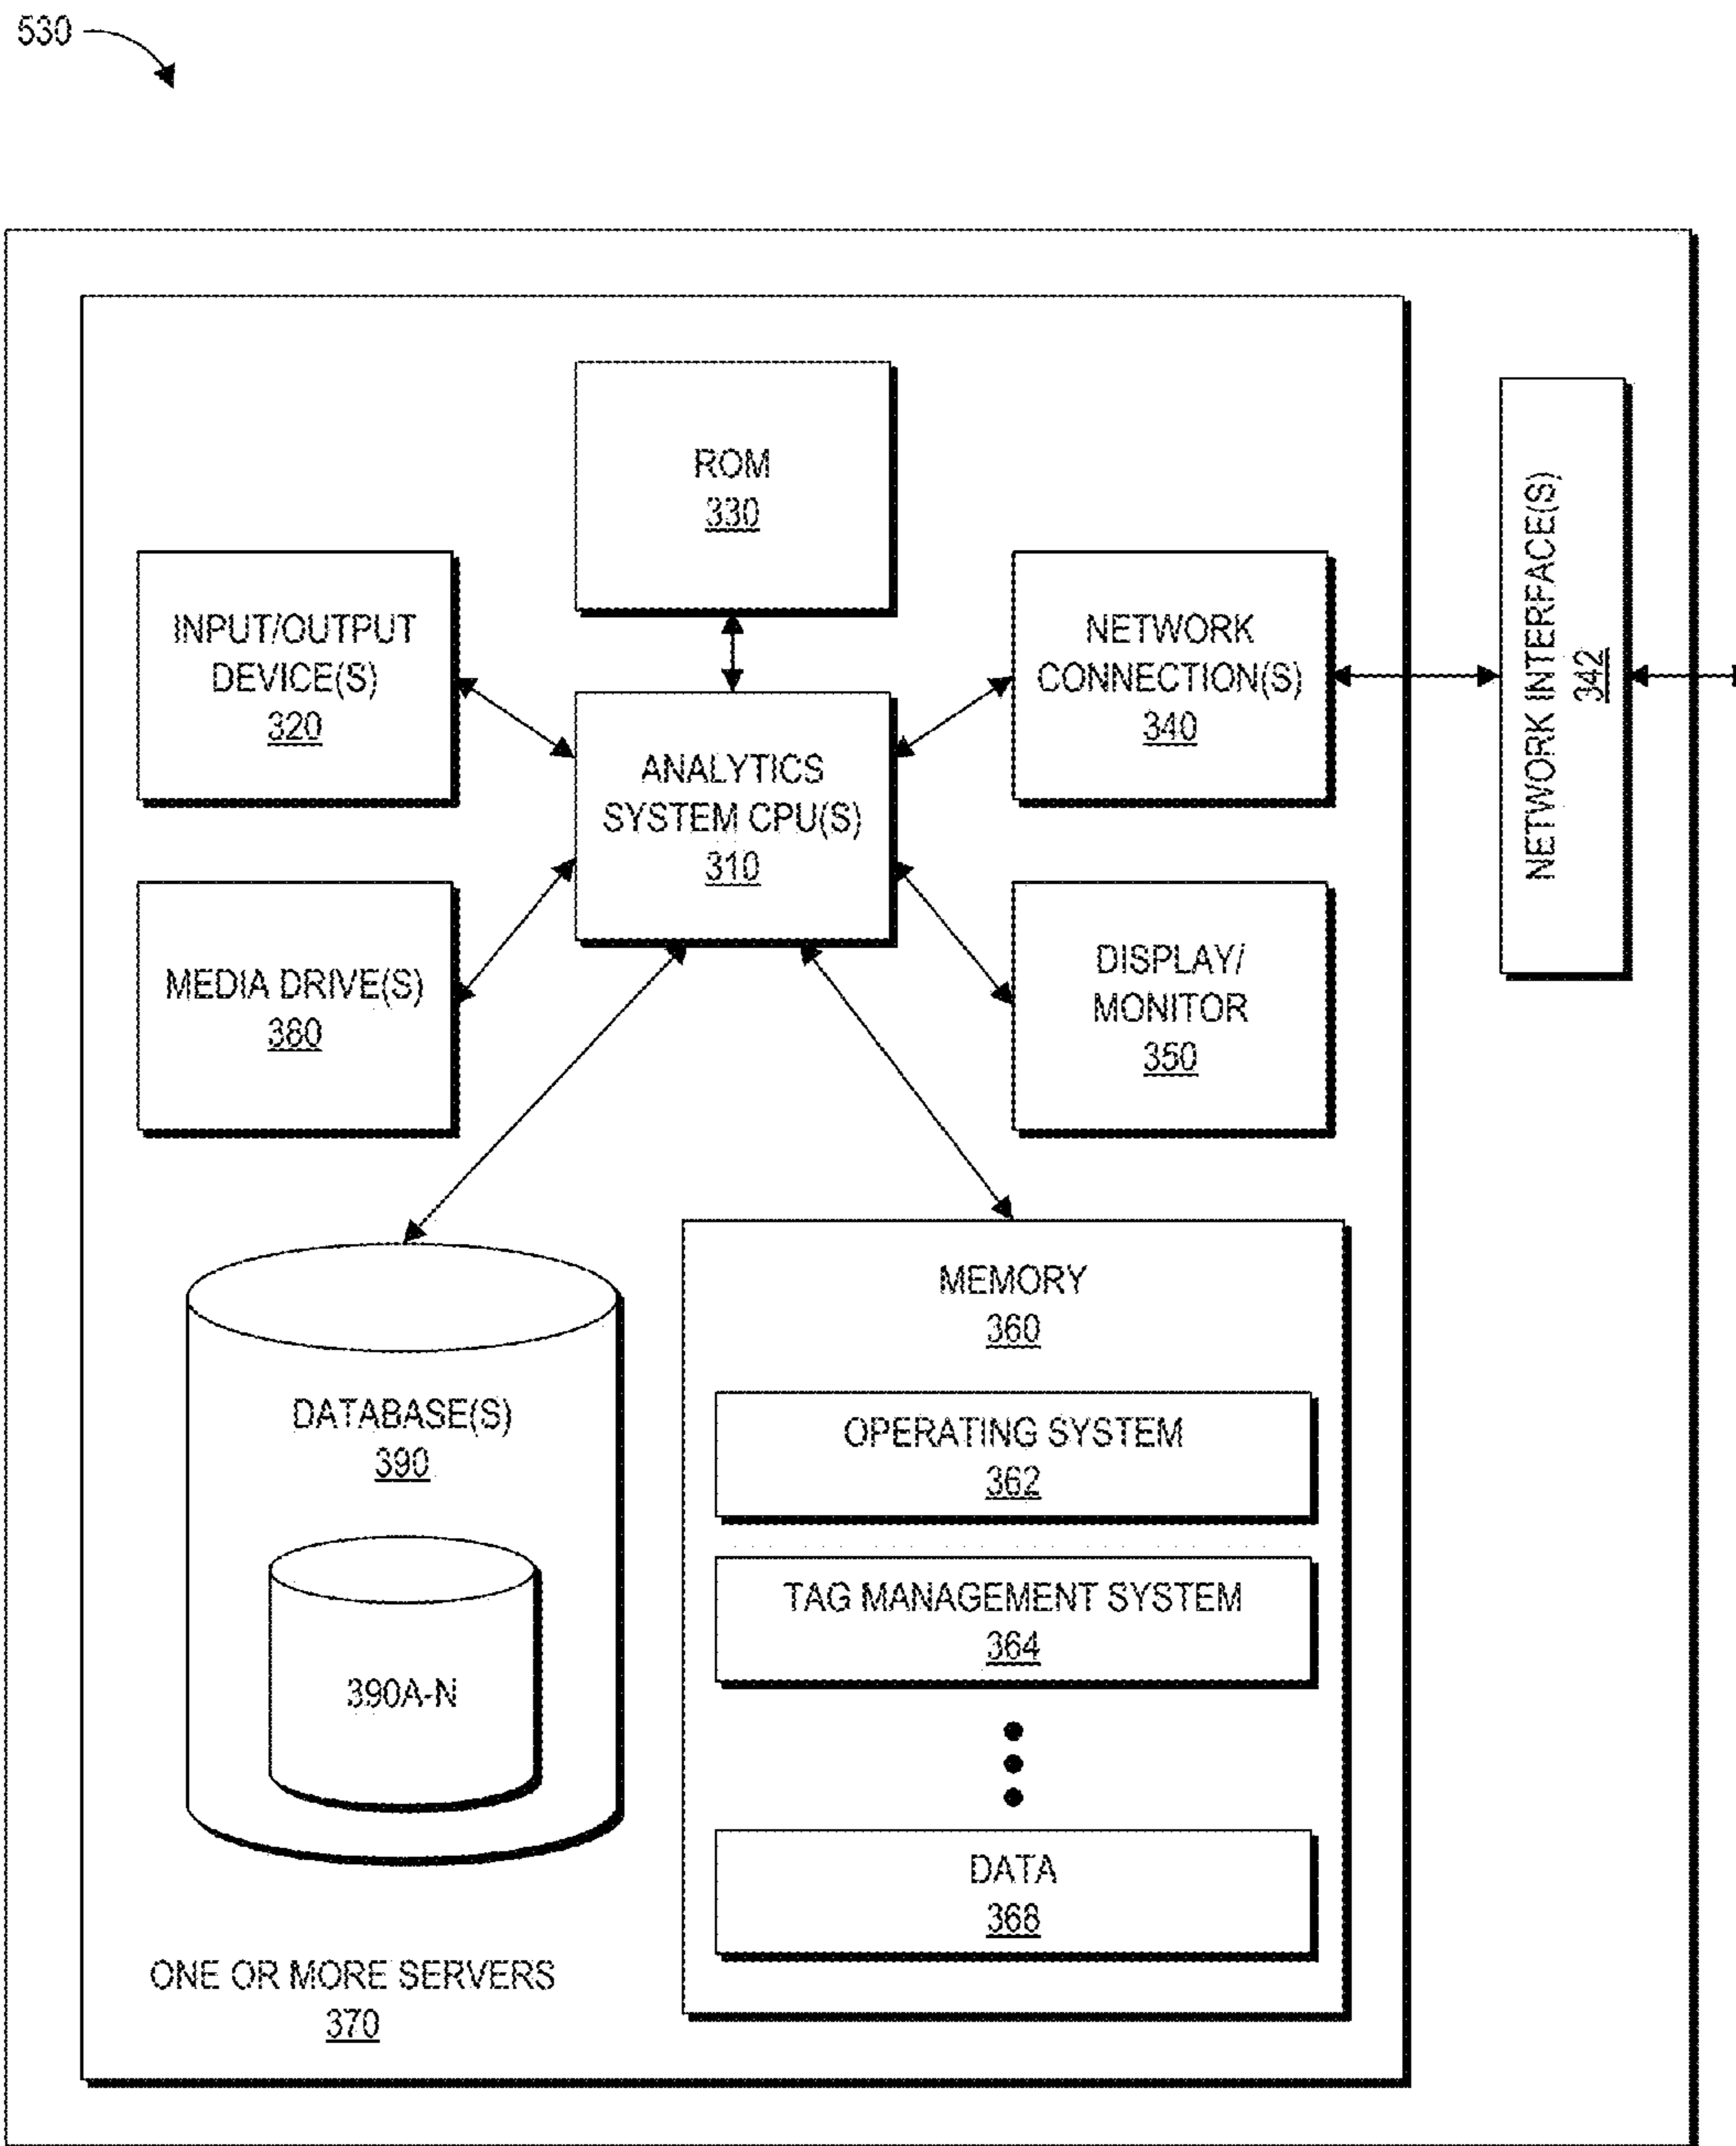 530
ROM
330
INPUT/OUTPUT
DEVICE(S)
320
NETWORK
CONNECTION(S)
340
NETWORK INTERFACE(S)
342
ANALYTICS
SYSTEM CPU(S)
310
MEDIA DRIVE(S)
380
DISPLAY/
MONITOR
350
DATABASE(S)
390
390A-N
MEMORY
360
OPERATING SYSTEM
362
TAG MANAGEMENT SYSTEM
364
DATA
368
ONE OR MORE SERVERS
370